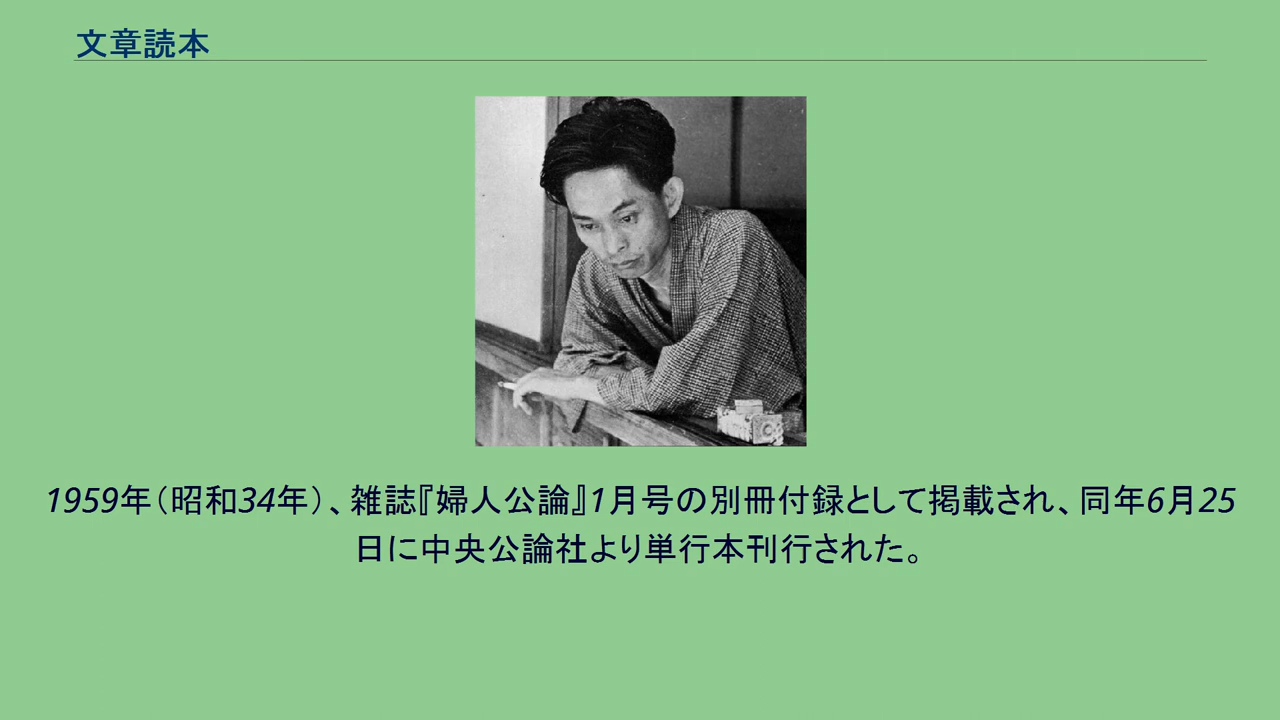 文章読本
1959年（昭和34年）、雑誌『婦人公論』1月号の別冊付録として掲載され、同年6月25
日に中央公論社より単行本刊行された。